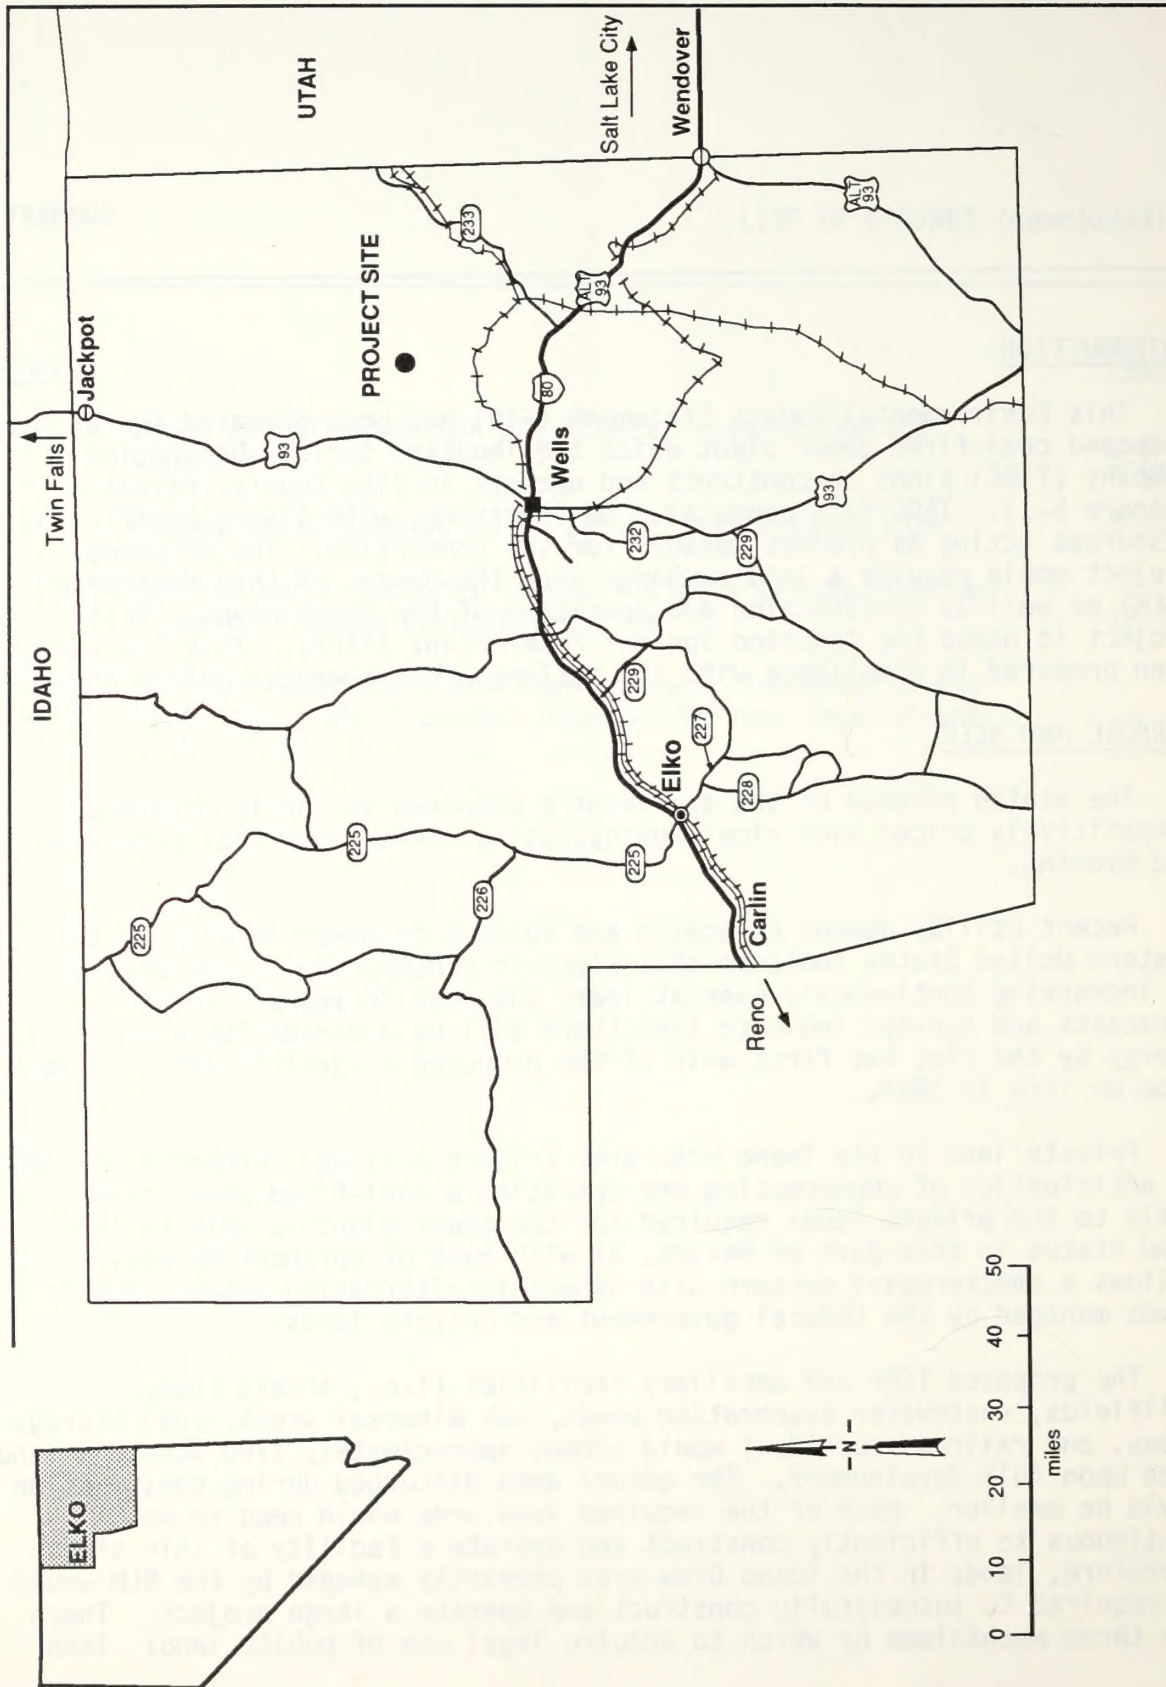 IDAHO
Twin Falls
Jackpot
UTAH
93
PROJECT SITE
233
225
225
226
225
80
Wells
ALT 93
Salt Lake City
Wendover
ALT 93
232
229
93
229
227
228
Elko
Carlin
Reno
ELKO
N
0 10 20 30 40 50
miles